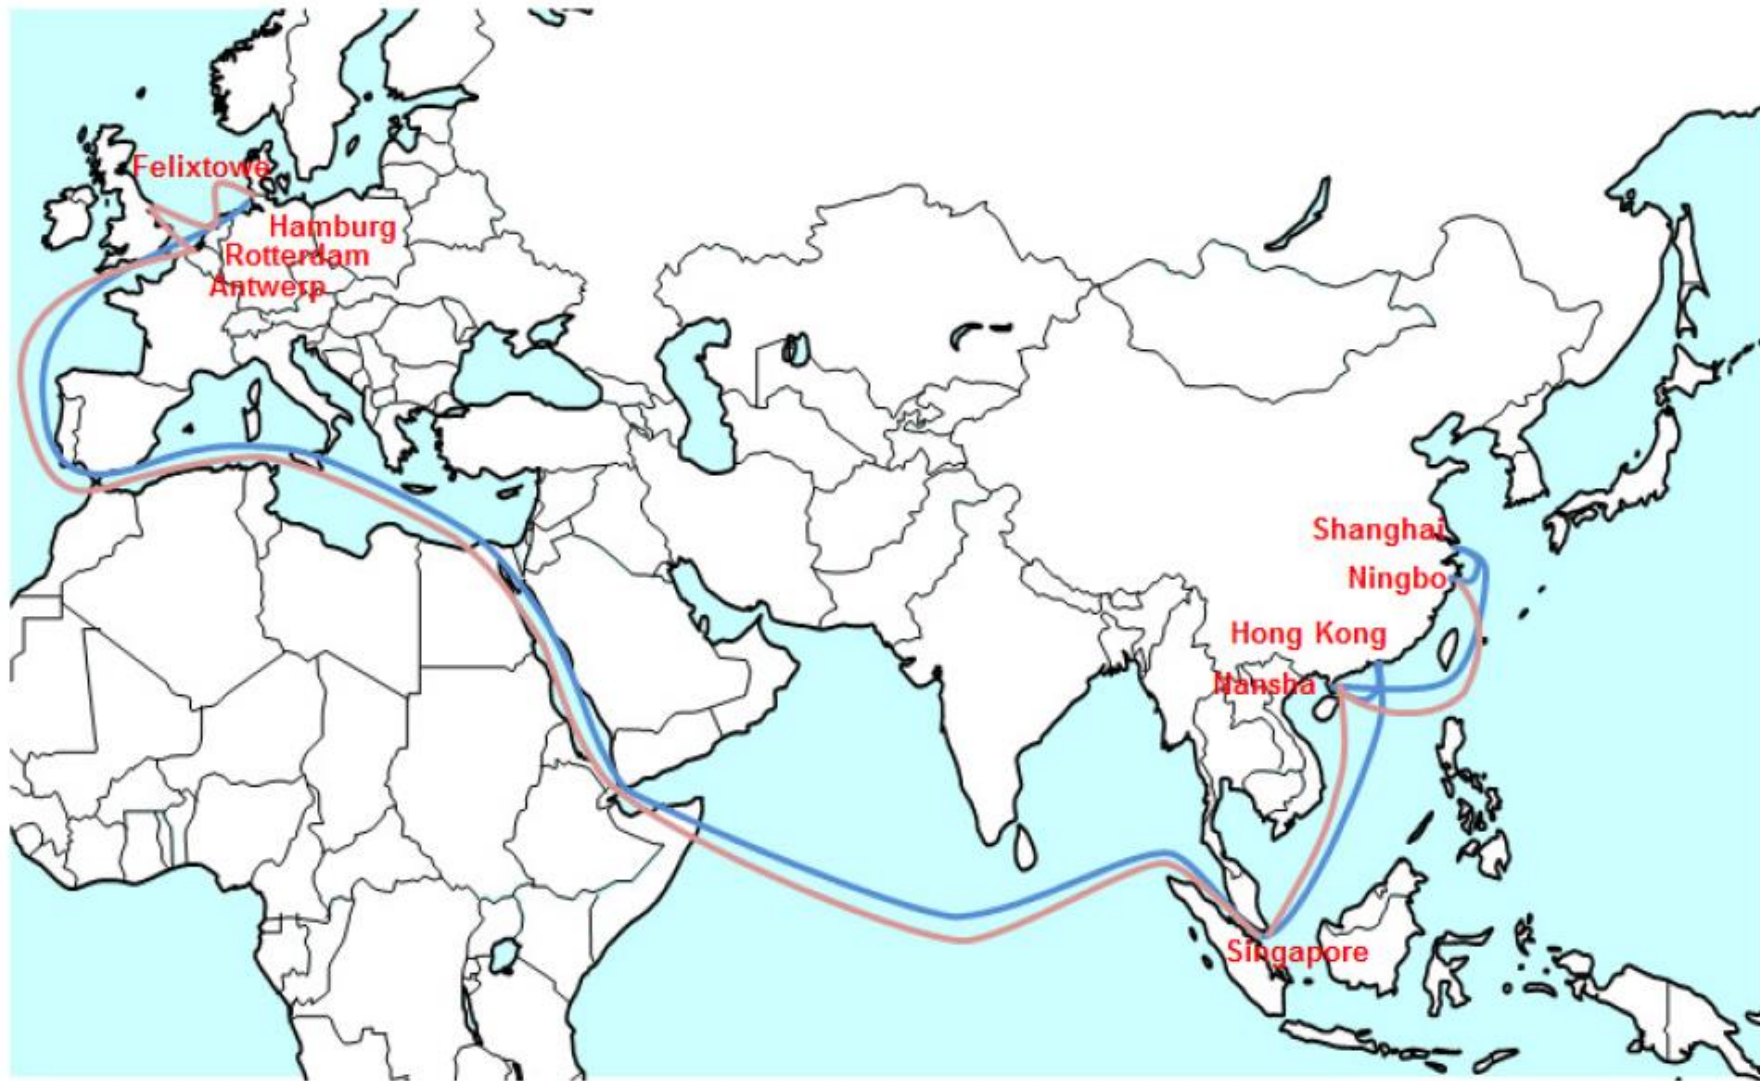 Felixtowe
Hamburg
Rotterdam
Antwerp
Shanghai
Ningbo
Hong Kong
Nansha
Singapore